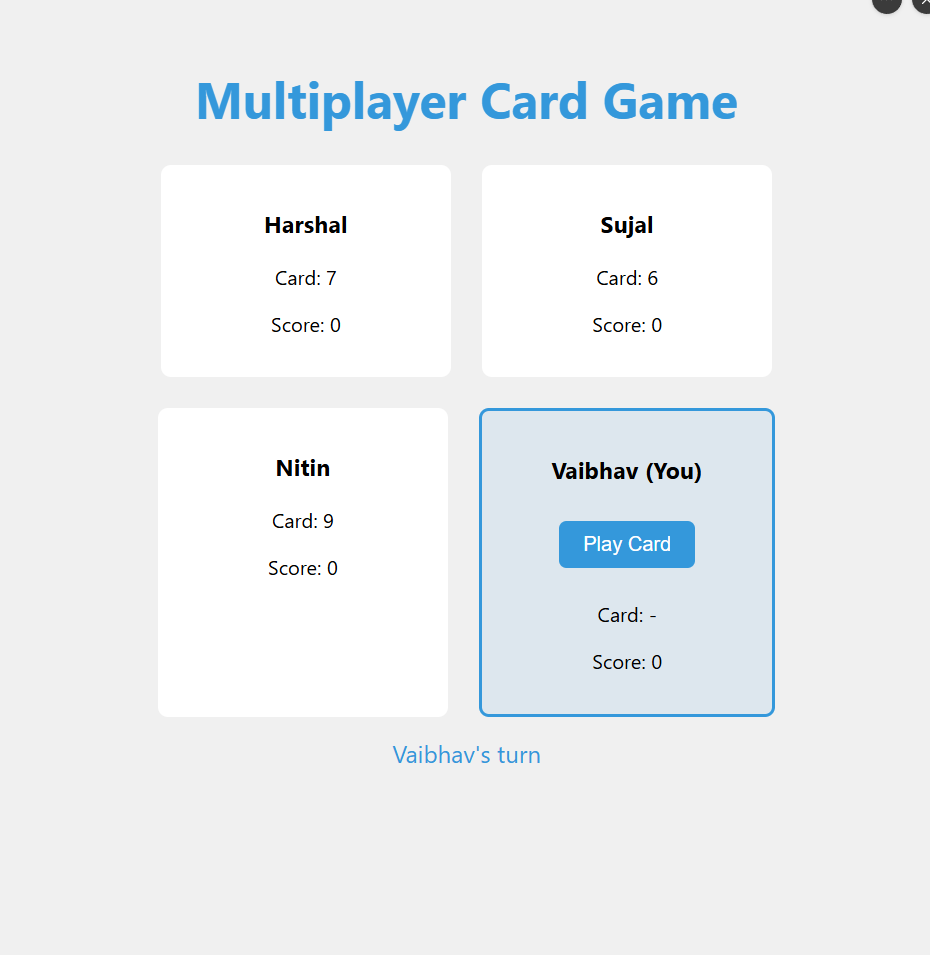 Multiplayer Card Game
Harshal
Card: 7
Score: 0
Sujal
Card: 6
Score: 0
Nitin
Card: 9
Score: 0
Vaibhav (You)
Play Card
Card: -
Score: 0
Vaibhav's turn